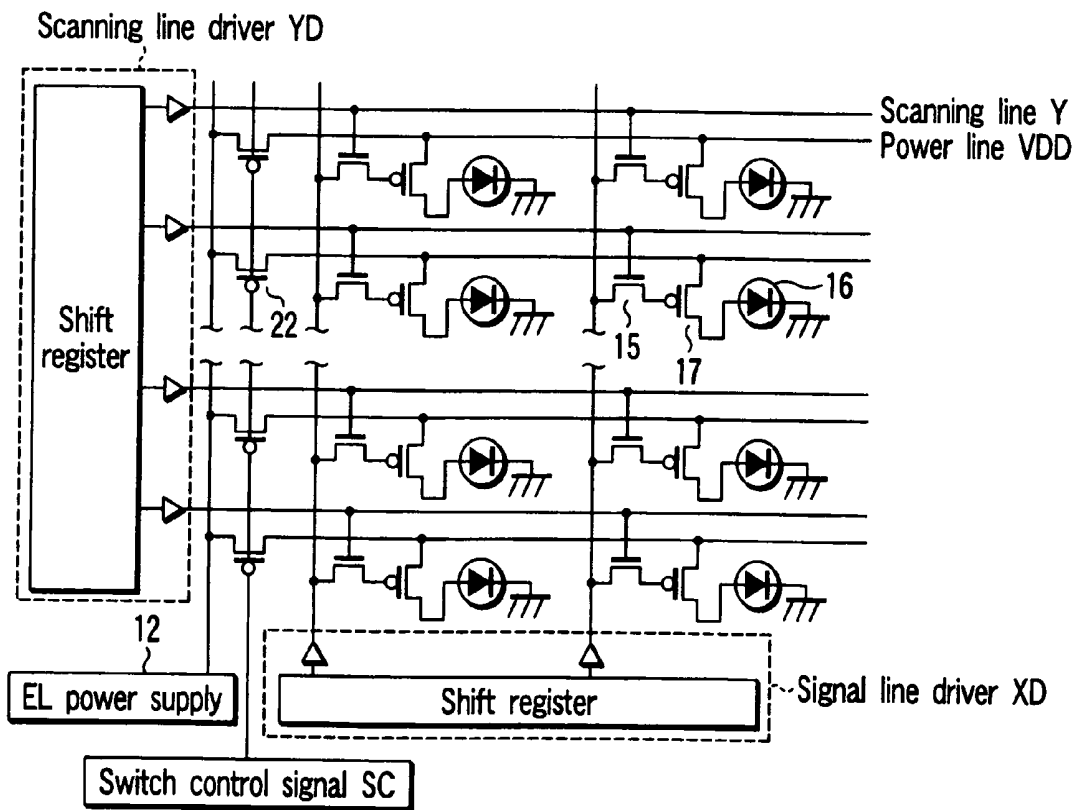 Scanning line driver YD
Scanning line Y
Power line VDD
Shift
register
22
15
17
16
12
EL power supply
Shift register
Signal line driver XD
Switch control signal SC